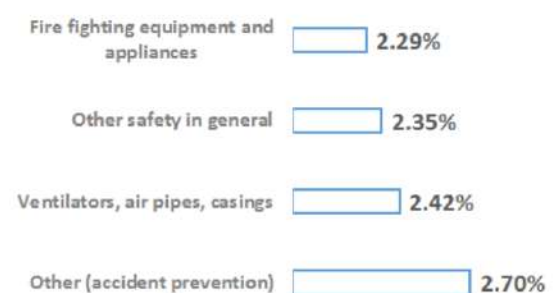 Fire fighting equipment and
appliances
2.29%
Other safety in general
2.35%
Ventilators, air pipes, casings
2.42%
Other (accident prevention)
2.70%